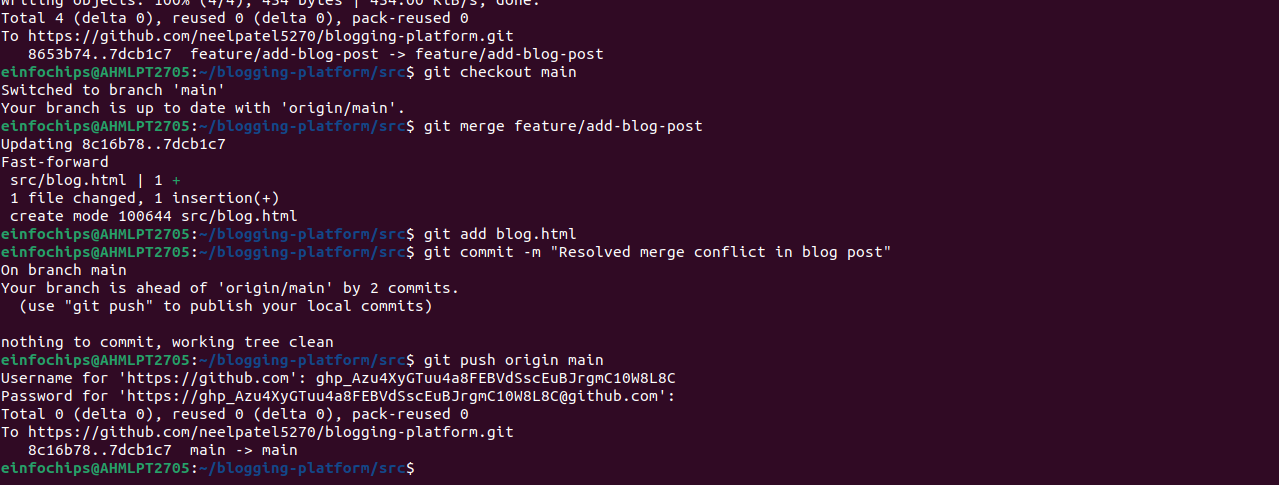 Writing objects: 100% (4/4), 434 bytes | 434.00 KiB/s, done.
Total 4 (delta 0), reused 0 (delta 0), pack-reused 0
To https://github.com/neelpatel5270/blogging-platform.git
   8653b74..7dcb1c7  feature/add-blog-post -> feature/add-blog-post
einfochips@AHMLPT2705:~/blogging-platform/src$ git checkout main
Switched to branch 'main'
Your branch is up to date with 'origin/main'.
einfochips@AHMLPT2705:~/blogging-platform/src$ git merge feature/add-blog-post
Updating 8c16b78..7dcb1c7
Fast-forward
 src/blog.html | 1 +
 1 file changed, 1 insertion(+)
 create mode 100644 src/blog.html
einfochips@AHMLPT2705:~/blogging-platform/src$ git add blog.html
einfochips@AHMLPT2705:~/blogging-platform/src$ git commit -m "Resolved merge conflict in blog post"
On branch main
Your branch is ahead of 'origin/main' by 2 commits.
  (use "git push" to publish your local commits)

nothing to commit, working tree clean
einfochips@AHMLPT2705:~/blogging-platform/src$ git push origin main
Username for 'https://github.com': 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
Password for 'https://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@github.com':
Total 0 (delta 0), reused 0 (delta 0), pack-reused 0
To https://github.com/neelpatel5270/blogging-platform.git
   8c16b78..7dcb1c7  main -> main
einfochips@AHMLPT2705:~/blogging-platform/src$